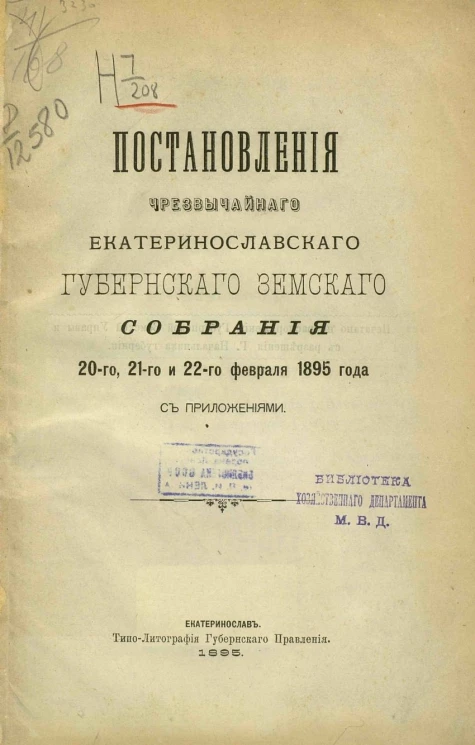 Н 7/208
12580
ПОСТАНОВЛЕНІЯ
ЧРЕЗВЫЧАЙНАГО
ЕКАТЕРИНОСЛАВСКАГО
ГУБЕРНСКАГО ЗЕМСКАГО
СОБРАНІЯ
20-го, 21-го и 22-го февраля 1895 года
СЪ ПРИЛОЖЕНІЯМИ.
БИБЛІОТЕКА
ХОЗЯЙСТВЕННАГО ДЕПАРТАМЕНТА
М. В. Д.
ЕКАТЕРИНОСЛАВЪ.
Типо-Литографія Губернскаго Правленія.
1895.